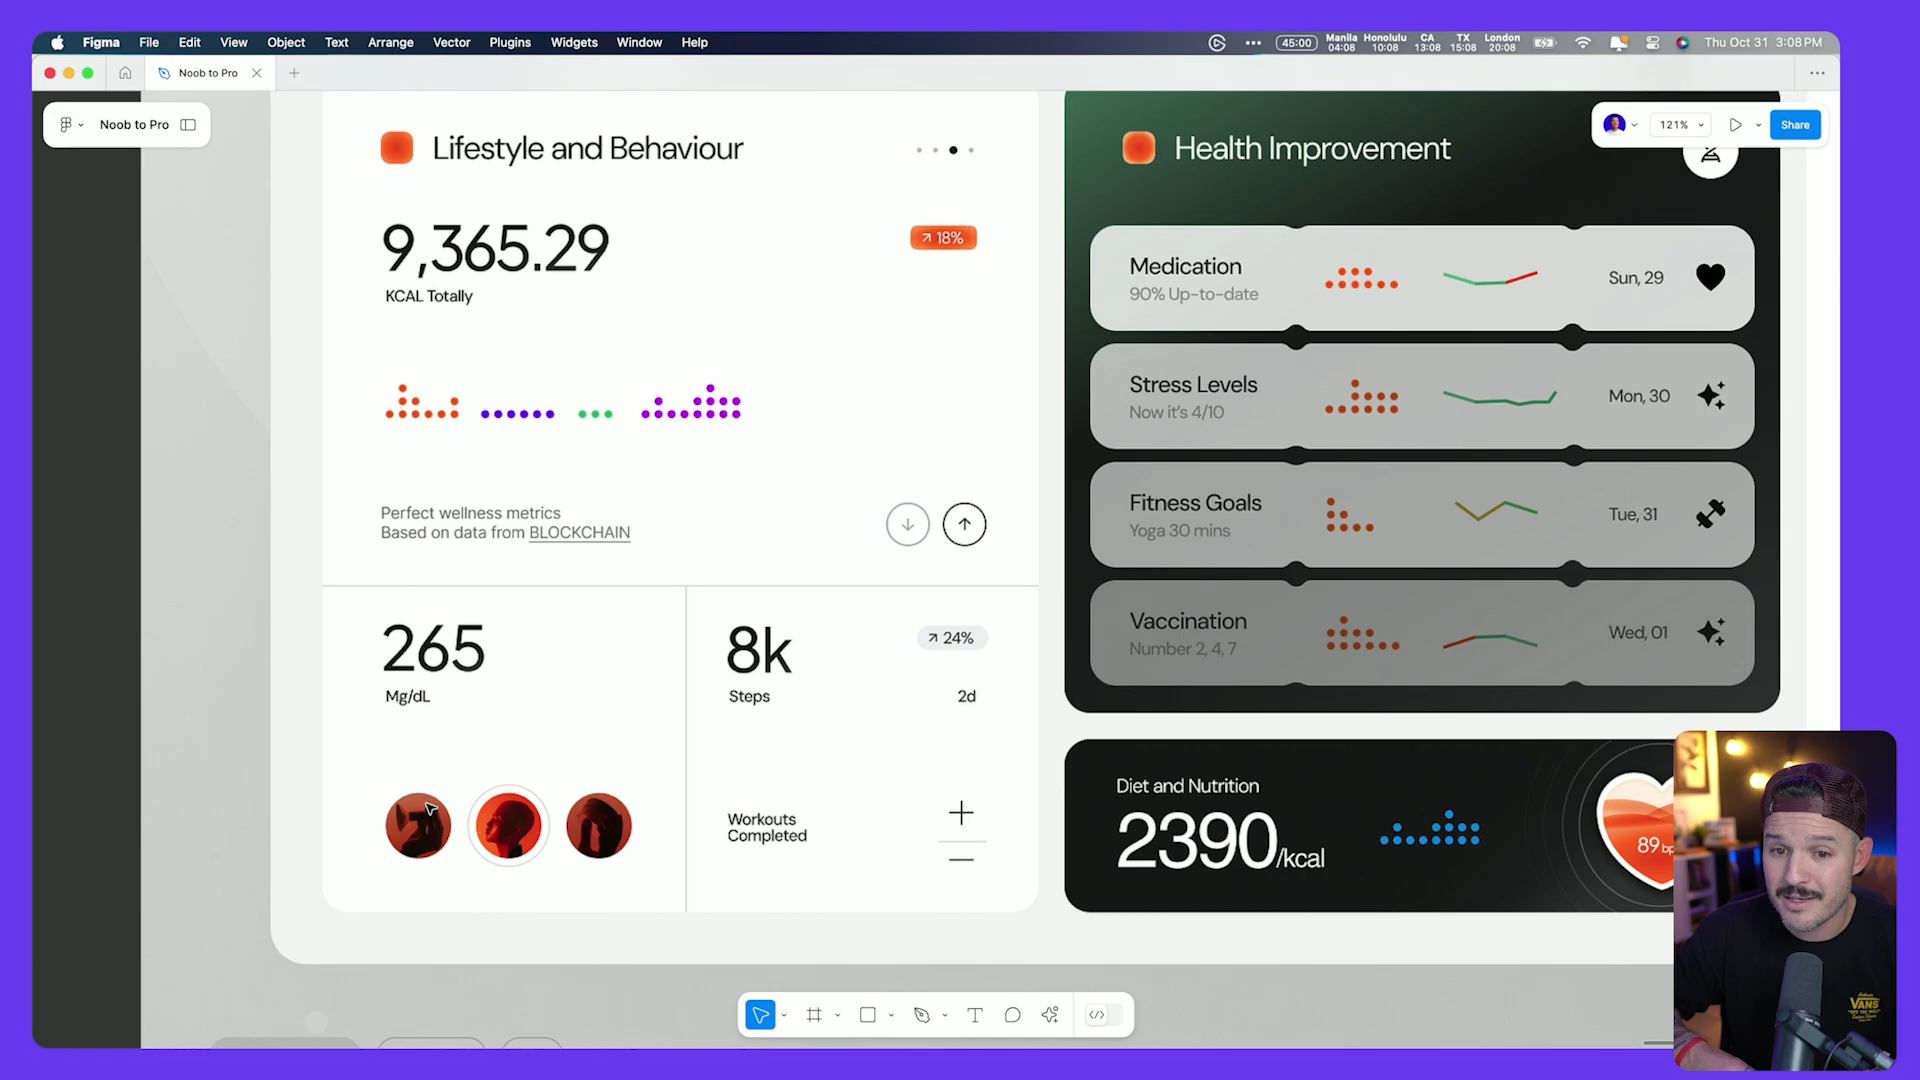 Figma File Edit View Object Text Arrange Vector Plugins Widgets Window Help
45:00
Manila 04:08
Honolulu 10:08
CA 13:08
TX 15:08
London 20:08
Thu Oct 31 3:08 PM
Noob to Pro
Noob to Pro
121%
Share
Lifestyle and Behaviour
9,365.29
18%
KCAL Totally
Perfect wellness metrics
Based on data from BLOCKCHAIN
265
Mg/dL
8k
24%
Steps
2d
Workouts
Completed
Health Improvement
Medication
90% Up-to-date
Sun, 29
Stress Levels
Now it's 4/10
Mon, 30
Fitness Goals
Yoga 30 mins
Tue, 31
Vaccination
Number 2, 4, 7
Wed, 01
Diet and Nutrition
2390/kcal
89
VANS
"OFF THE WALL"